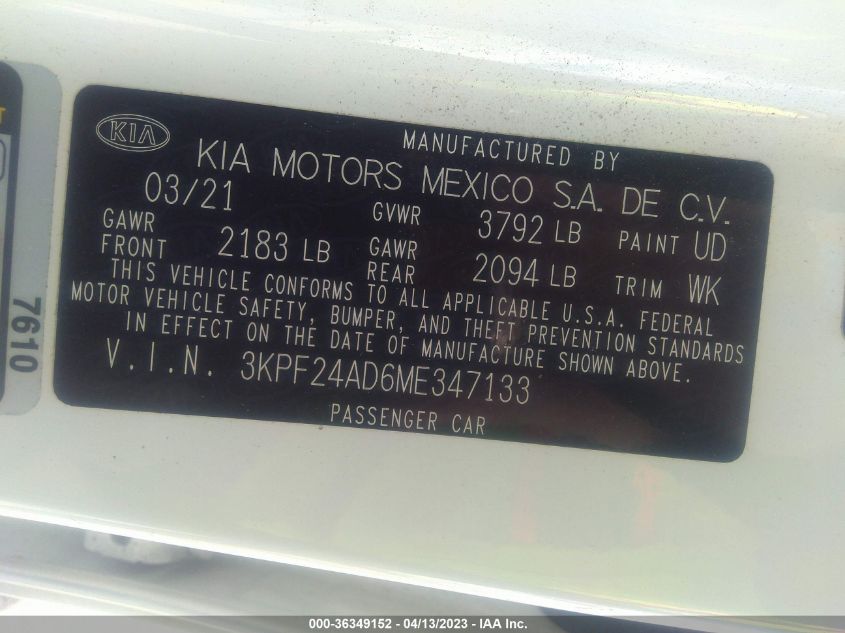 KIA
MANUFACTURED BY
KIA MOTORS MEXICO S.A. DE C.V.
03/21 GVWR 3792 LB PAINT UD
GAWR FRONT 2183 LB GAWR REAR 2094 LB TRIM WK
THIS VEHICLE CONFORMS TO ALL APPLICABLE U.S.A. FEDERAL
MOTOR VEHICLE SAFETY, BUMPER, AND THEFT PREVENTION STANDARDS
IN EFFECT ON THE DATE OF MANUFACTURE SHOWN ABOVE.
V.I.N. 3KPF24AD6ME347133
PASSENGER CAR
7610
000-36349152 / 04/13/2023 - IAA Inc.